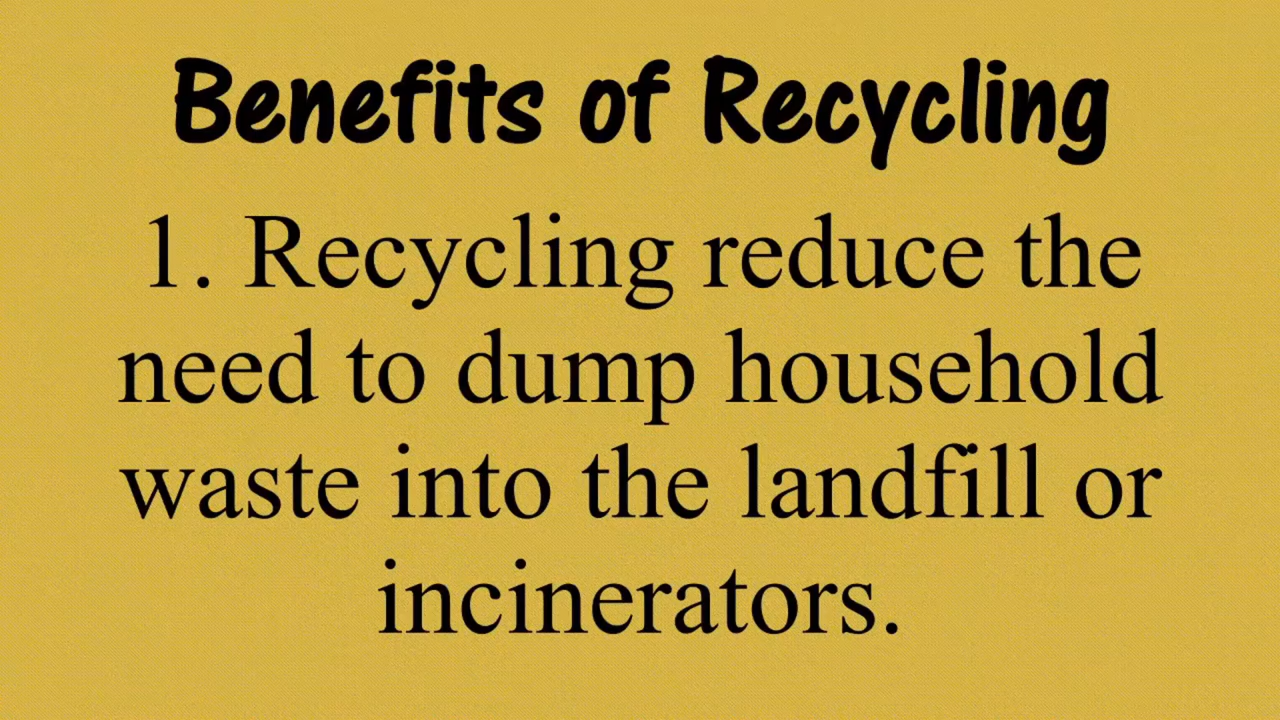 Benefits of Recycling
1. Recycling reduce the
need to dump household
waste into the landfill or
incinerators.